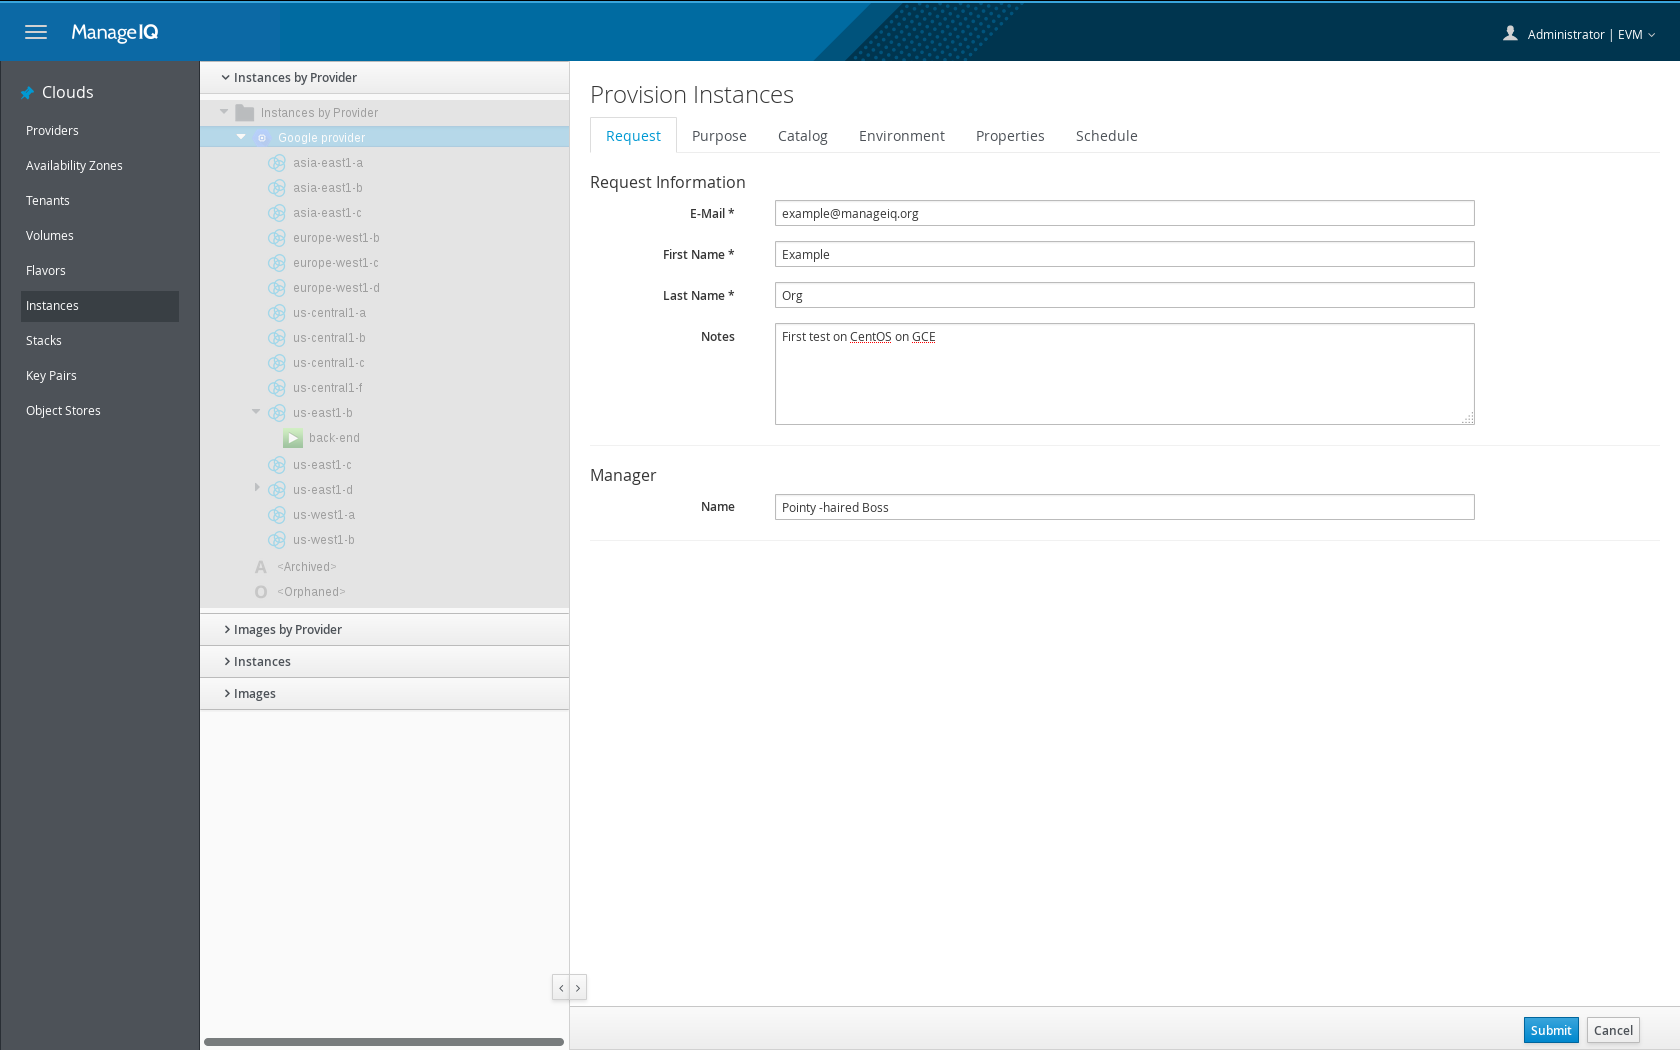 ManageIQ
Administrator | EVM
Clouds
Providers
Availability Zones
Tenants
Volumes
Flavors
Instances
Stacks
Key Pairs
Object Stores
Instances by Provider
Instances by Provider
Google provider
asia-east1-a
asia-east1-b
asia-east1-c
europe-west1-b
europe-west1-c
europe-west1-d
us-central1-a
us-central1-b
us-central1-c
us-central1-f
us-east1-b
back-end
us-east1-c
us-east1-d
us-west1-a
us-west1-b
A <Archived>
O <Orphaned>
Images by Provider
Instances
Images
Provision Instances
Request Purpose Catalog Environment Properties Schedule
Request Information
E-Mail * example@manageiq.org
First Name * Example
Last Name * Org
Notes First test on CentOS on GCE
Manager
Name Pointy -haired Boss
Submit Cancel